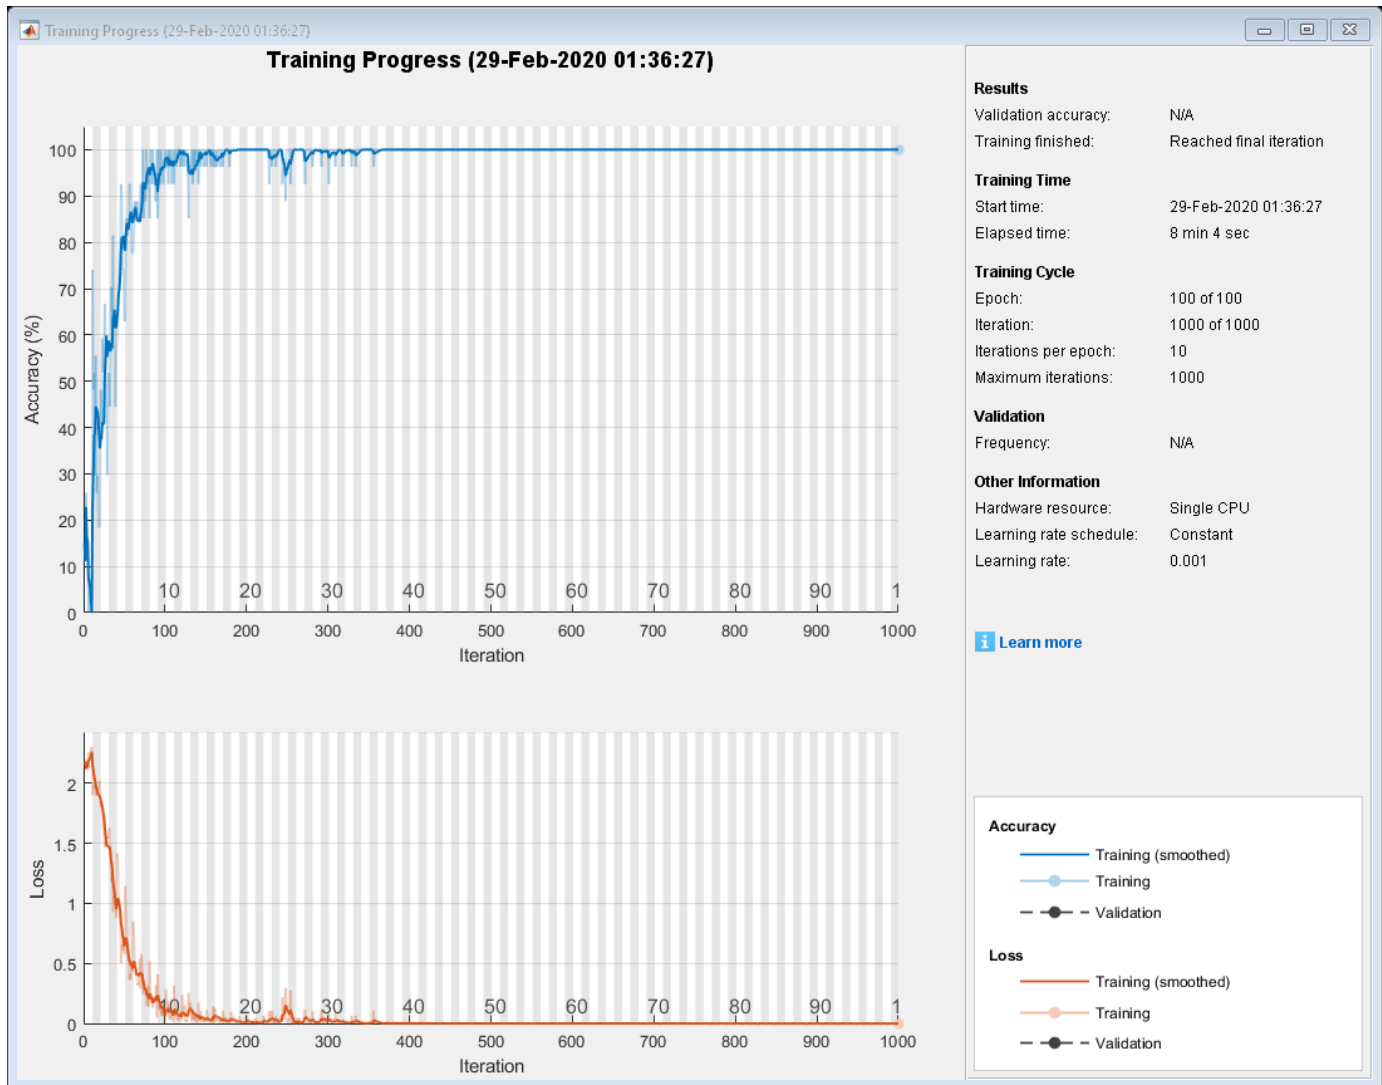 Training Progress (29-Feb-2020 01:36:27)
Training Progress (29-Feb-2020 01:36:27)
100
90
80
70
60
50
40
30
20
10
0
Accuracy (%)
10 20 30 40 50 60 70 80 90 1
0 100 200 300 400 500 600 700 800 900 1000
Iteration
2
1.5
1
0.5
0
Loss
10 20 30 40 50 60 70 80 90 1
0 100 200 300 400 500 600 700 800 900 1000
Iteration
Results
Validation accuracy: N/A
Training finished: Reached final iteration
Training Time
Start time: 29-Feb-2020 01:36:27
Elapsed time: 8 min 4 sec
Training Cycle
Epoch: 100 of 100
Iteration: 1000 of 1000
Iterations per epoch: 10
Maximum iterations: 1000
Validation
Frequency: N/A
Other Information
Hardware resource: Single CPU
Learning rate schedule: Constant
Learning rate: 0.001
i Learn more
Accuracy
Training (smoothed)
Training
Validation
Loss
Training (smoothed)
Training
Validation